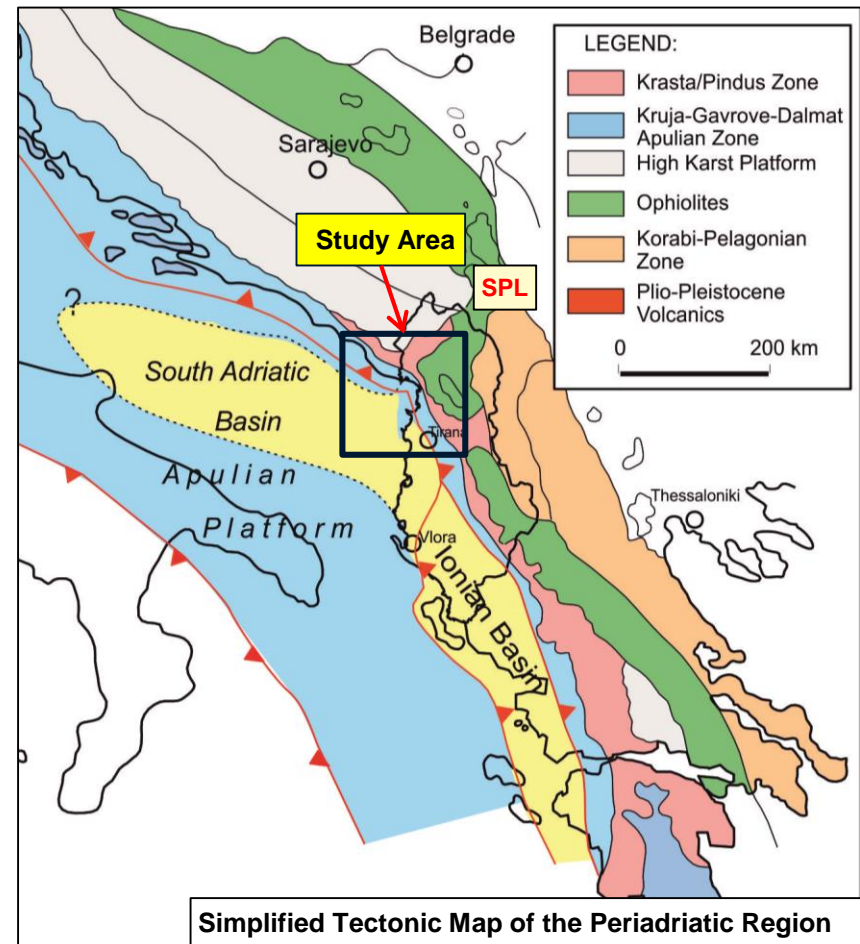 Belgrade
LEGEND:
Krasta/Pindus Zone
Kruja-Gavrove-Dalmat
Apulian Zone
High Karst Platform
Ophiolites
Korabi-Pelagonian
Zone
Plio-Pleistocene
Volcanics
0 200 km
Sarajevo
Study Area
SPL
?
South Adriatic
Basin
Tirana
Apulian
Platform
Thessaloniki
Vlora
Ionian Basin
Simplified Tectonic Map of the Periadriatic Region